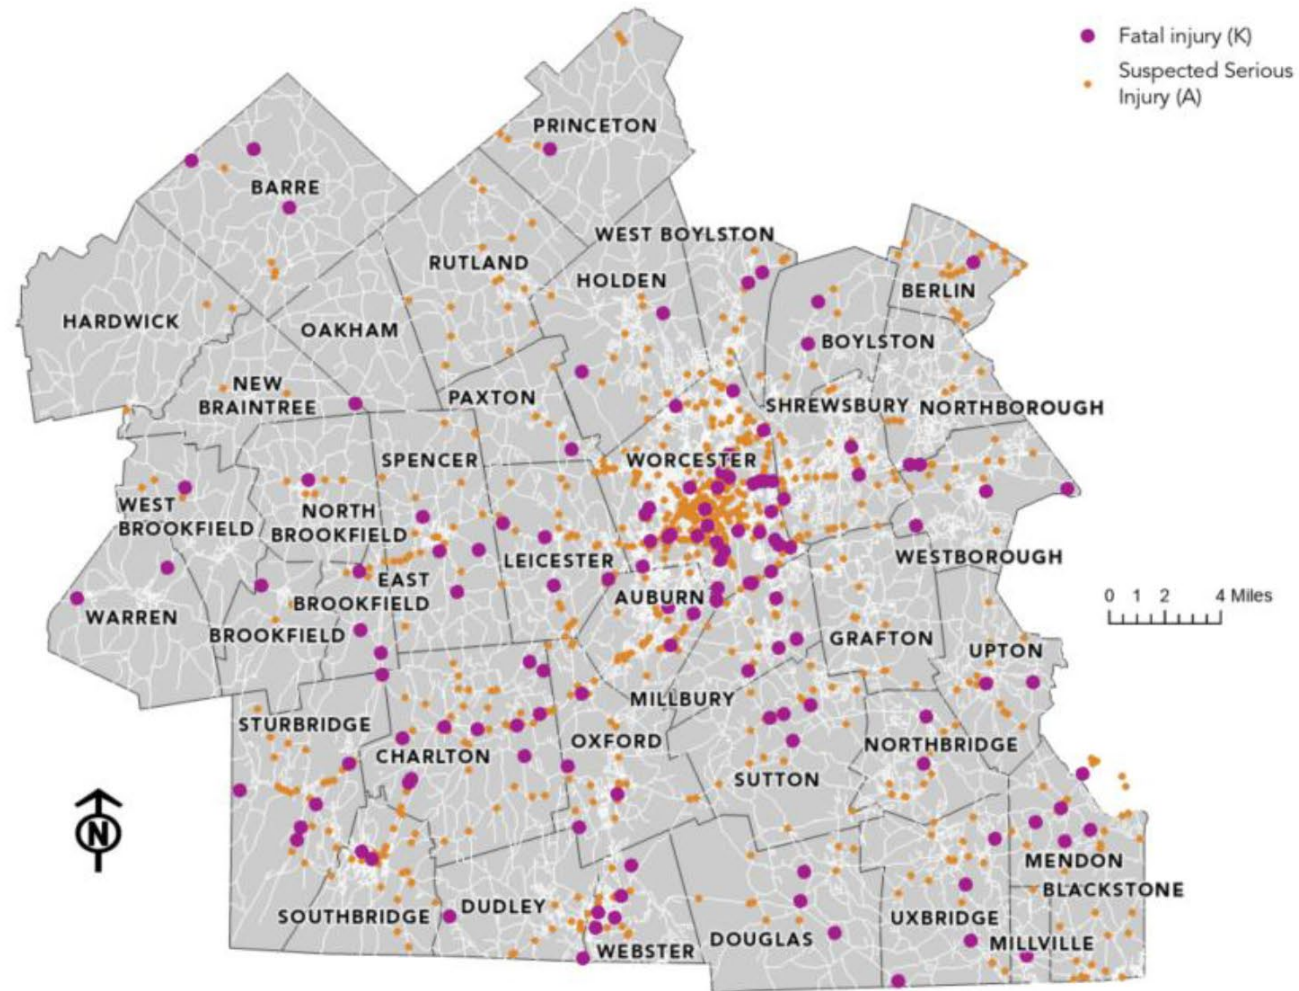 Fatal injury (K)
Suspected Serious
Injury (A)
PRINCETON
BARRE
WEST BOYLSTON
RUTLAND
HOLDEN
BERLIN
HARDWICK
OAKHAM
BOYLSTON
NEW
BRAINTREE
PAXTON
SHREWSBURY
NORTHBOROUGH
SPENCER
WORCESTER
WEST
BROOKFIELD
NORTH
BROOKFIELD
LEICESTER
WESTBOROUGH
EAST
BROOKFIELD
AUBURN
0 1 2 4 Miles
WARREN
BROOKFIELD
GRAFTON
UPTON
MILLBURY
STURBRIDGE
CHARLTON
OXFORD
NORTHBRIDGE
SUTTON
N
MENDON
BLACKSTONE
SOUTHBRIDGE
DUDLEY
UXBRIDGE
WEBSTER
DOUGLAS
MILLVILLE